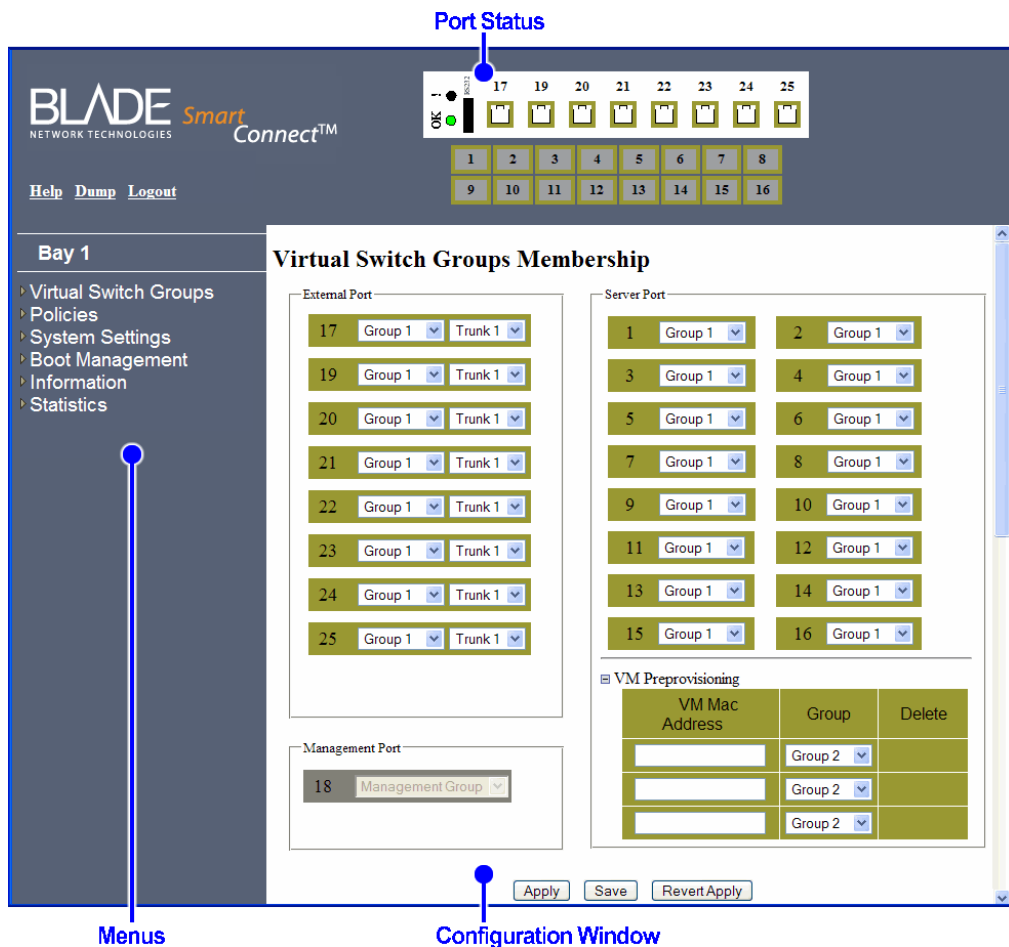 Port Status
BLADE Smart Connect™
NETWORK TECHNOLOGIES
! RS232 17 19 20 21 22 23 24 25
OK
1 2 3 4 5 6 7 8
9 10 11 12 13 14 15 16
Help Dump Logout
Bay 1
Virtual Switch Groups
Policies
System Settings
Boot Management
Information
Statistics
Virtual Switch Groups Membership
External Port
17 Group 1 Trunk 1
19 Group 1 Trunk 1
20 Group 1 Trunk 1
21 Group 1 Trunk 1
22 Group 1 Trunk 1
23 Group 1 Trunk 1
24 Group 1 Trunk 1
25 Group 1 Trunk 1
Management Port
18 Management Group
Server Port
1 Group 1 2 Group 1
3 Group 1 4 Group 1
5 Group 1 6 Group 1
7 Group 1 8 Group 1
9 Group 1 10 Group 1
11 Group 1 12 Group 1
13 Group 1 14 Group 1
15 Group 1 16 Group 1
VM Preprovisioning
VM Mac Address Group Delete
Group 2
Group 2
Group 2
Apply Save Revert Apply
Menus
Configuration Window